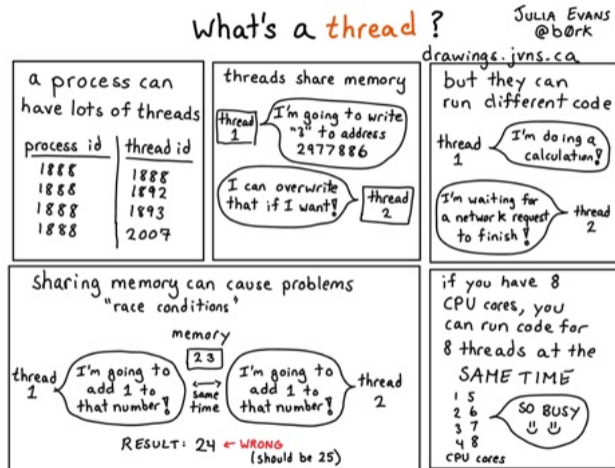 what's a thread?
JULIA EVANS
@b0rk
drawings.jvns.ca
a process can
have lots of threads
process id thread id
1888 1888
1888 1892
1888 1893
1888 2007
threads share memory
thread
1
I'm going to write
"3" to address
2977886
I can overwrite
that if I want!
thread
2
but they can
run different code
thread
1
I'm doing a
calculation!
I'm waiting for
a network request
to finish!
thread
2
sharing memory can cause problems
"race conditions"
memory
23
thread
1
I'm going to
add 1 to
that number!
same
time
I'm going to
add 1 to
that number!
thread
2
RESULT: 24 ← WRONG
(should be 25)
if you have 8
CPU cores, you
can run code for
8 threads at the
SAME TIME
1 5
2 6
3 7
4 8
CPU cores
SO BUSY